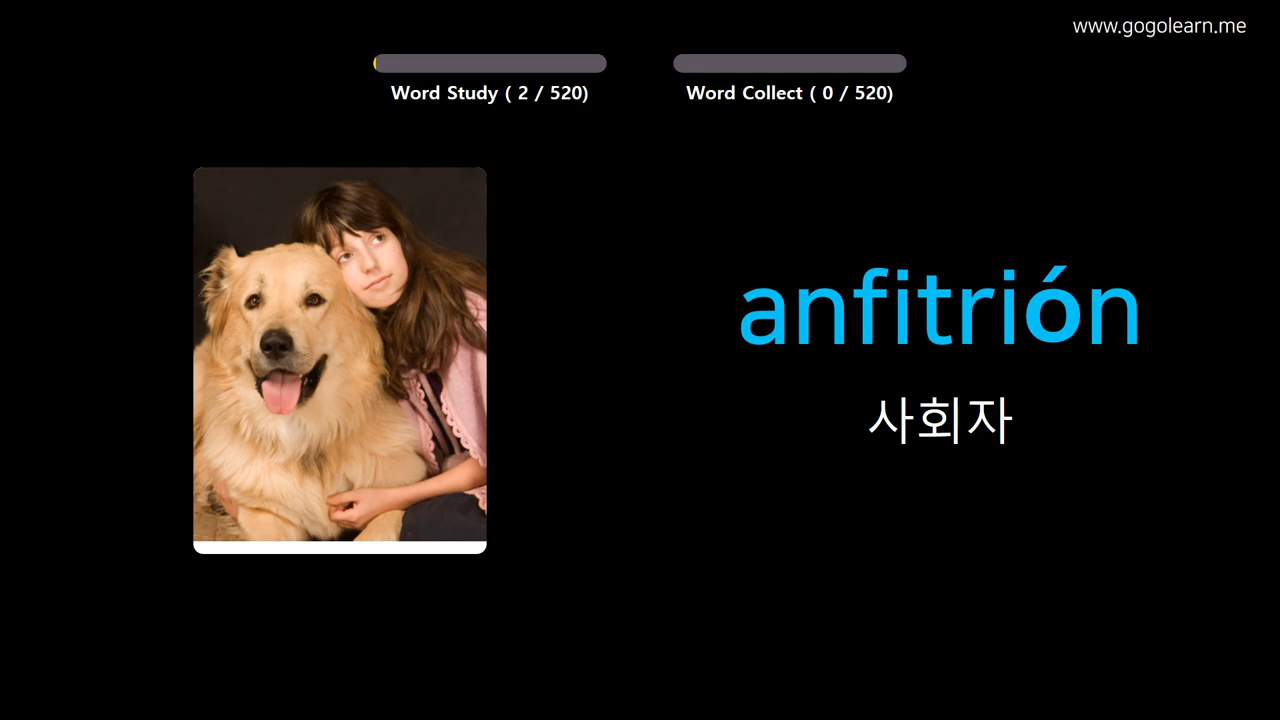 www.gogolearn.me
Word Study ( 2 / 520)
Word Collect ( 0 / 520)
anfitrión
사회자